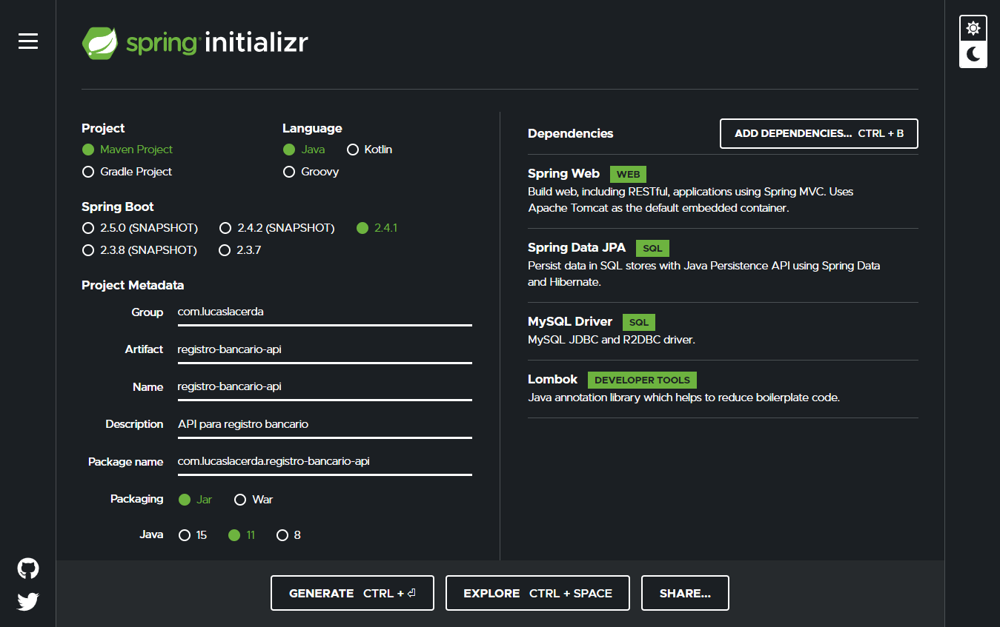 spring initializr
Project
Maven Project
Gradle Project
Language
Java Kotlin
Groovy
Spring Boot
2.5.0 (SNAPSHOT) 2.4.2 (SNAPSHOT) 2.4.1
2.3.8 (SNAPSHOT) 2.3.7
Project Metadata
Group com.lucaslacerda
Artifact registro-bancario-api
Name registro-bancario-api
Description API para registro bancario
Package name com.lucaslacerda.registro-bancario-api
Packaging Jar War
Java 15 11 8
Dependencies ADD DEPENDENCIES... CTRL + B
Spring Web WEB
Build web, including RESTful, applications using Spring MVC. Uses
Apache Tomcat as the default embedded container.
Spring Data JPA SQL
Persist data in SQL stores with Java Persistence API using Spring Data
and Hibernate.
MySQL Driver SQL
MySQL JDBC and R2DBC driver.
Lombok DEVELOPER TOOLS
Java annotation library which helps to reduce boilerplate code.
GENERATE CTRL + ⏎ EXPLORE CTRL + SPACE SHARE...